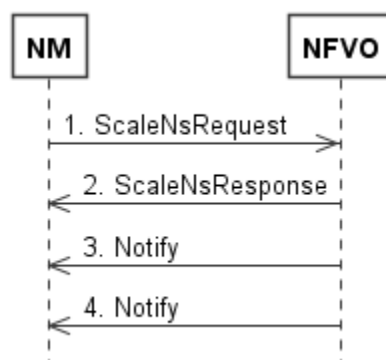 NM
NFVO
1. ScaleNsRequest
2. ScaleNsResponse
3. Notify
4. Notify